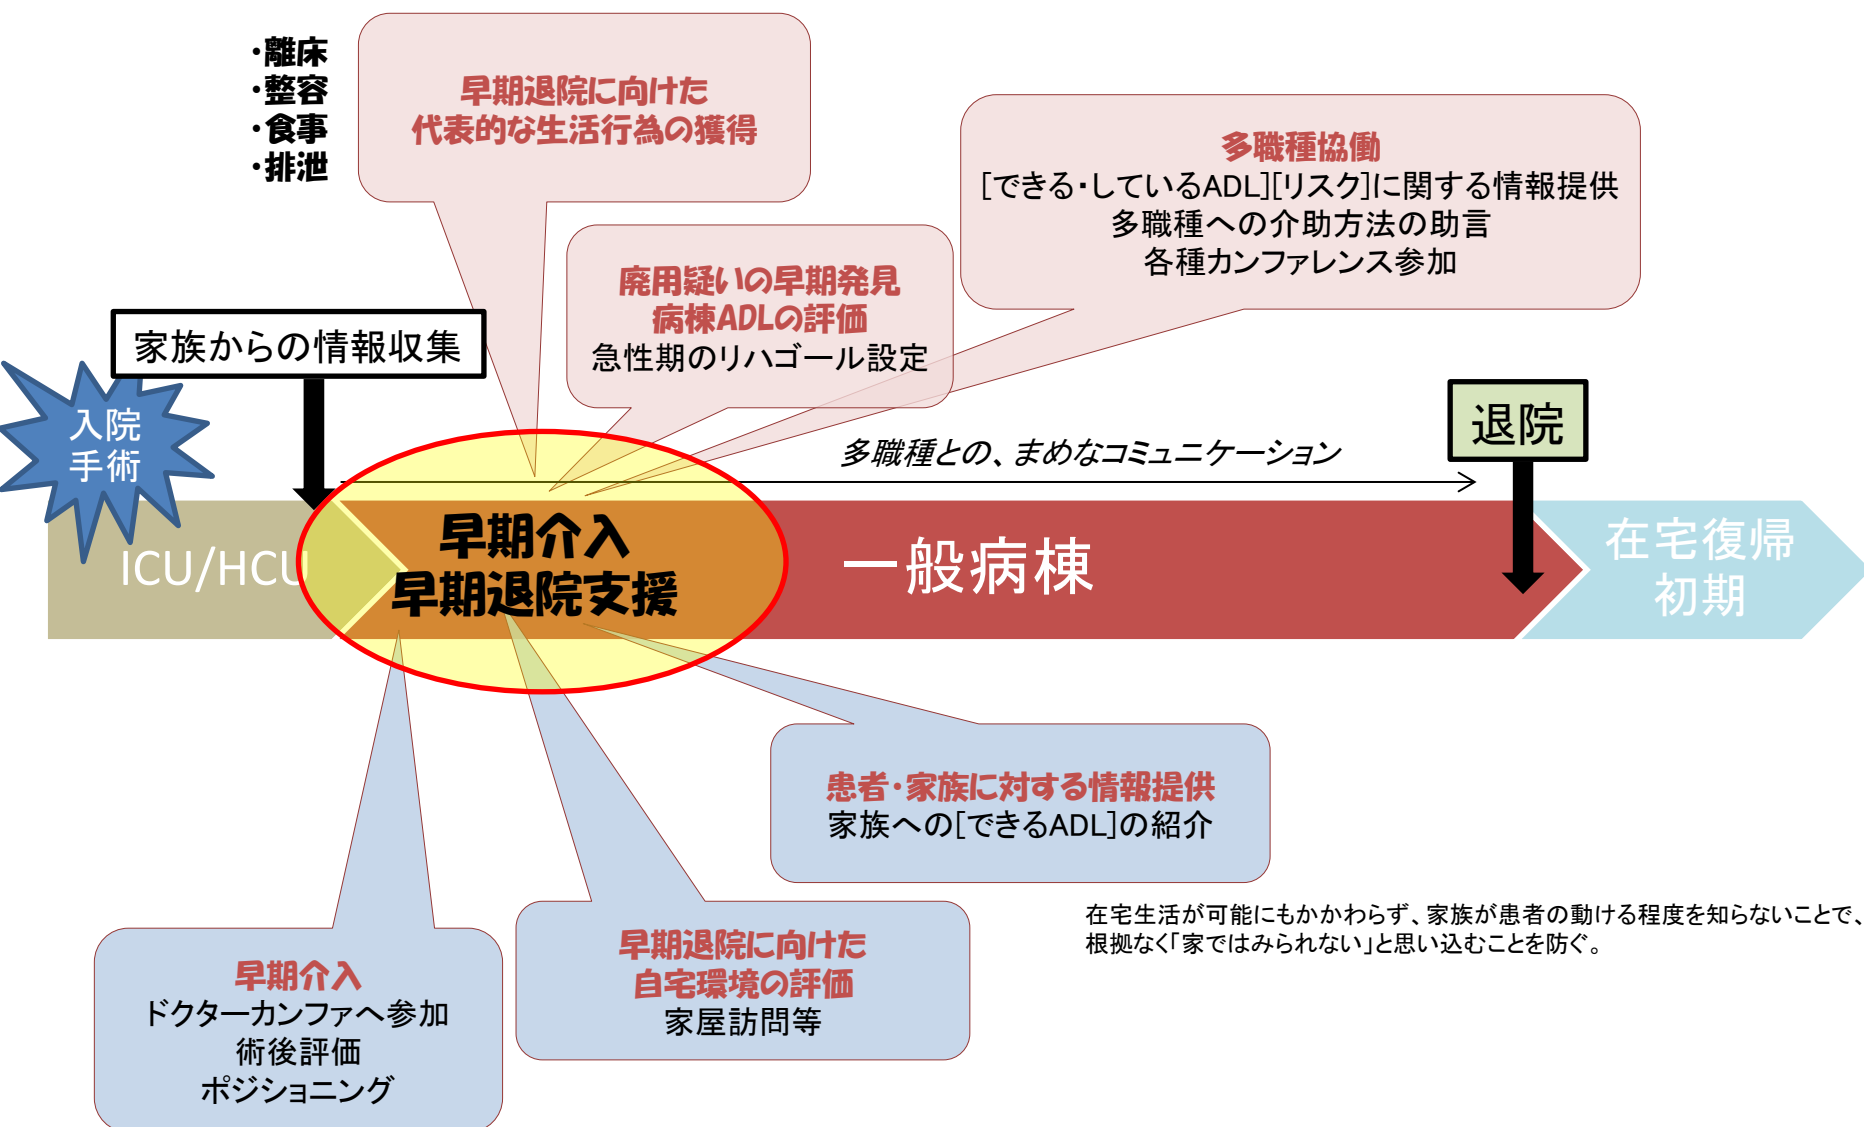 ・離床
・整容
・食事
・排泄
早期退院に向けた
代表的な生活行為の獲得
多職種協働
[できる・しているADL][リスク]に関する情報提供
多職種への介助方法の助言
各種カンファレンス参加
廃用疑いの早期発見
病棟ADLの評価
急性期のリハゴール設定
家族からの情報収集
入院
手術
退院
多職種との、まめなコミュニケーション
ICU/HCU
早期介入
早期退院支援
一般病棟
在宅復帰
初期
患者・家族に対する情報提供
家族への[できるADL]の紹介
在宅生活が可能にもかかわらず、家族が患者の動ける程度を知らないことで、
根拠なく「家ではみられない」と思い込むことを防ぐ。
早期退院に向けた
自宅環境の評価
家屋訪問等
早期介入
ドクターカンファへ参加
術後評価
ポジショニング